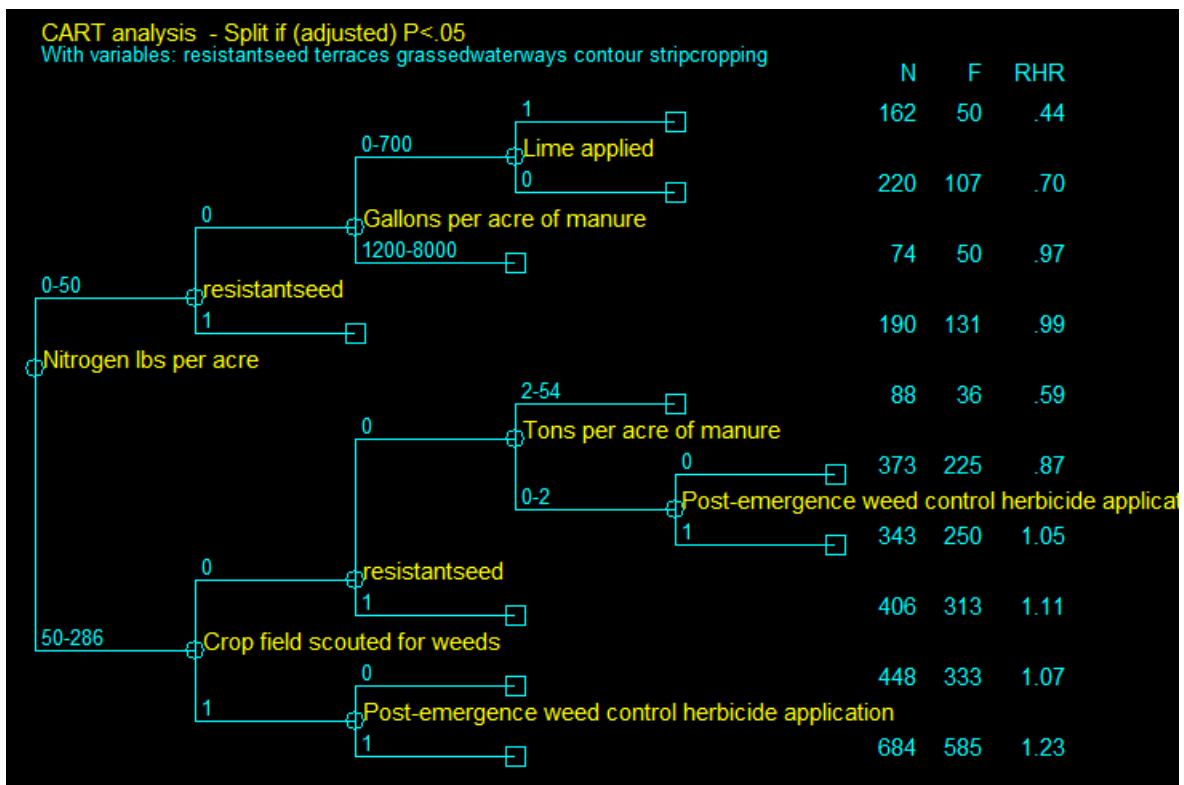 CART analysis - Split if (adjusted) P<.05
With variables: resistantseed terraces grassedwaterways contour stripcropping
N F RHR
1 162 50 .44
0-700 Lime applied
0 220 107 .70
0 Gallons per acre of manure
1200-8000 74 50 .97
0-50 resistantseed
1 190 131 .99
Nitrogen lbs per acre
2-54 88 36 .59
0 Tons per acre of manure
0 373 225 .87
0-2 Post-emergence weed control herbicide applicat
1 343 250 1.05
0 resistantseed
1 406 313 1.11
50-286 Crop field scouted for weeds
0 448 333 1.07
1 Post-emergence weed control herbicide application
1 684 585 1.23